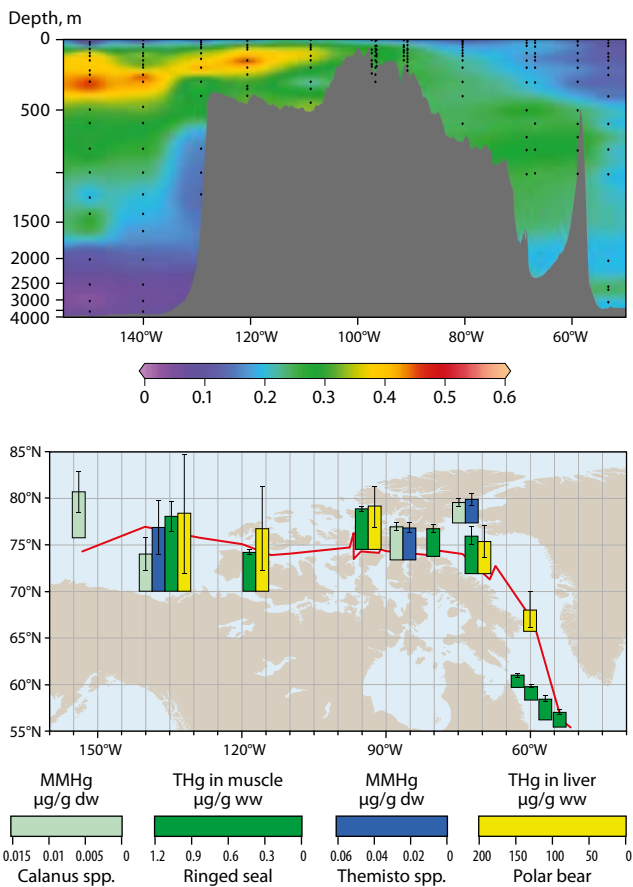 Depth, m
0
500
1500
2000
2500
3000
4000
140°W
120°W
100°W
80°W
60°W
0
0.1
0.2
0.3
0.4
0.5
0.6
85°N
80°N
75°N
70°N
65°N
60°N
55°N
150°W
120°W
90°W
60°W
MMHg
µg/g dw
0.015 0.01 0.005 0
Calanus spp.
THg in muscle
µg/g ww
1.2 0.9 0.6 0.3 0
Ringed seal
MMHg
µg/g dw
0.06 0.04 0.02 0
Themisto spp.
THg in liver
µg/g ww
200 150 100 50 0
Polar bear